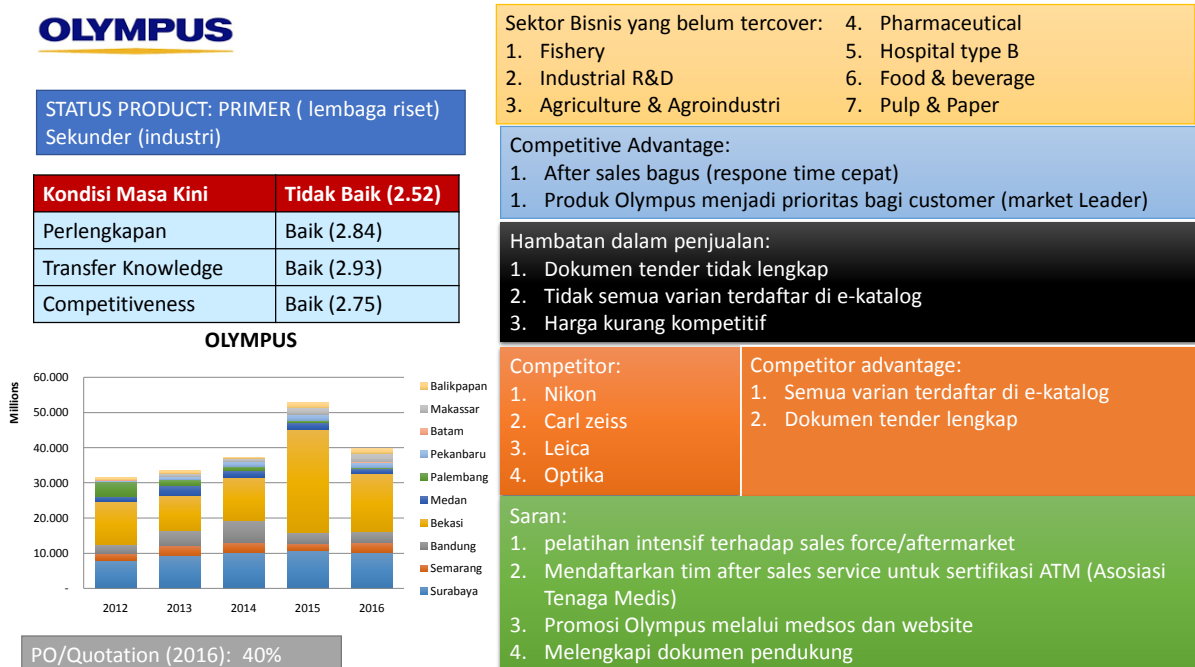 OLYMPUS
STATUS PRODUCT: PRIMER ( lembaga riset)
Sekunder (industri)
Kondisi Masa Kini Tidak Baik (2.52)
Perlengkapan Baik (2.84)
Transfer Knowledge Baik (2.93)
Competitiveness Baik (2.75)
OLYMPUS
Millions
60.000
50.000
40.000
30.000
20.000
10.000
-
2012 2013 2014 2015 2016
Balikpapan
Makassar
Batam
Pekanbaru
Palembang
Medan
Bekasi
Bandung
Semarang
Surabaya
PO/Quotation (2016): 40%
Sektor Bisnis yang belum tercover:
1. Fishery
2. Industrial R&D
3. Agriculture & Agroindustri
4. Pharmaceutical
5. Hospital type B
6. Food & beverage
7. Pulp & Paper
Competitive Advantage:
1. After sales bagus (respone time cepat)
1. Produk Olympus menjadi prioritas bagi customer (market Leader)
Hambatan dalam penjualan:
1. Dokumen tender tidak lengkap
2. Tidak semua varian terdaftar di e-katalog
3. Harga kurang kompetitif
Competitor:
1. Nikon
2. Carl zeiss
3. Leica
4. Optika
Competitor advantage:
1. Semua varian terdaftar di e-katalog
2. Dokumen tender lengkap
Saran:
1. pelatihan intensif terhadap sales force/aftermarket
2. Mendaftarkan tim after sales service untuk sertifikasi ATM (Asosiasi
Tenaga Medis)
3. Promosi Olympus melalui medsos dan website
4. Melengkapi dokumen pendukung